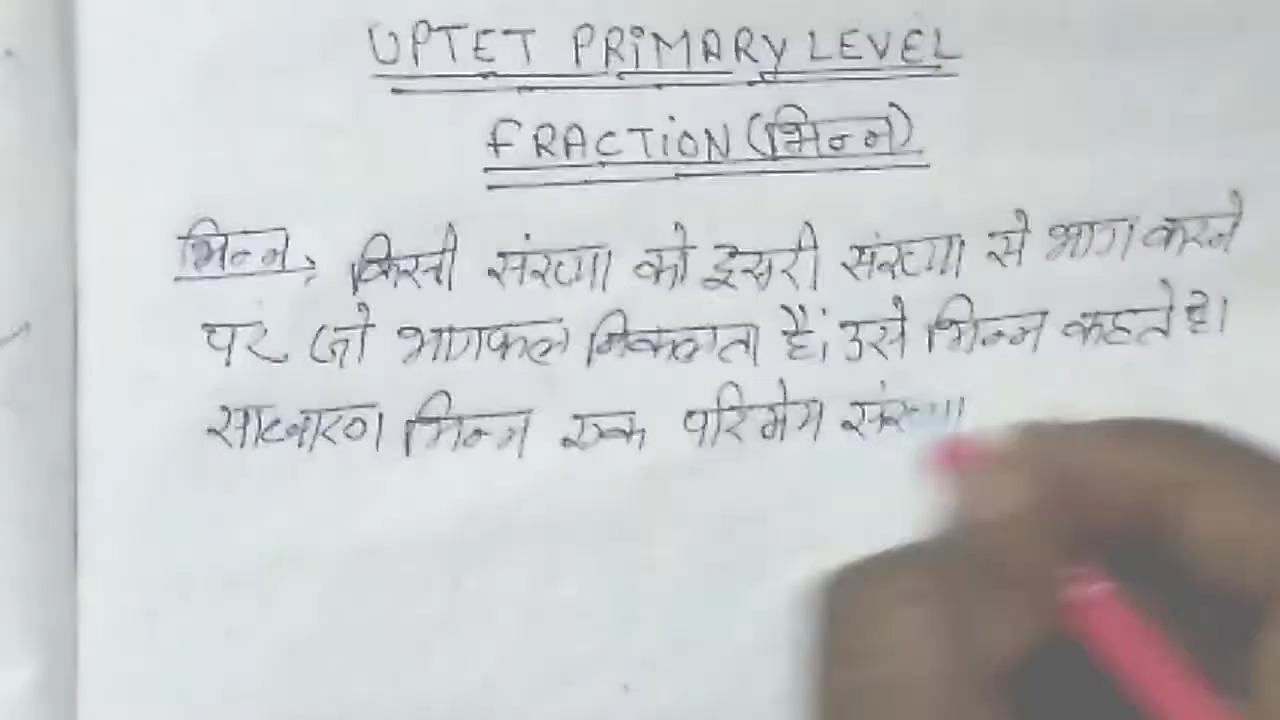 UPTET PRIMARY LEVEL
FRACTION (भिन्न)
भिन्न: किसी संख्या को दूसरी संख्या से भाग करने
पर जो भागफल निकलता है। उसे भिन्न कहते है।
साधारण भिन्न एक परिमेय संख्या